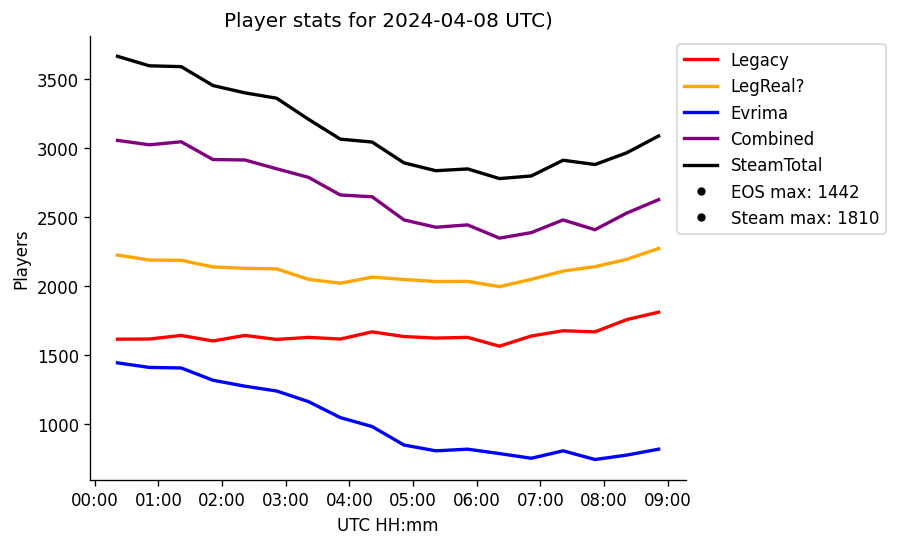 Player stats for 2024-04-08 UTC)
Players
3500
3000
2500
2000
1500
1000
00:00 01:00 02:00 03:00 04:00 05:00 06:00 07:00 08:00 09:00
UTC HH:mm
Legacy
LegReal?
Evrima
Combined
SteamTotal
EOS max: 1442
Steam max: 1810